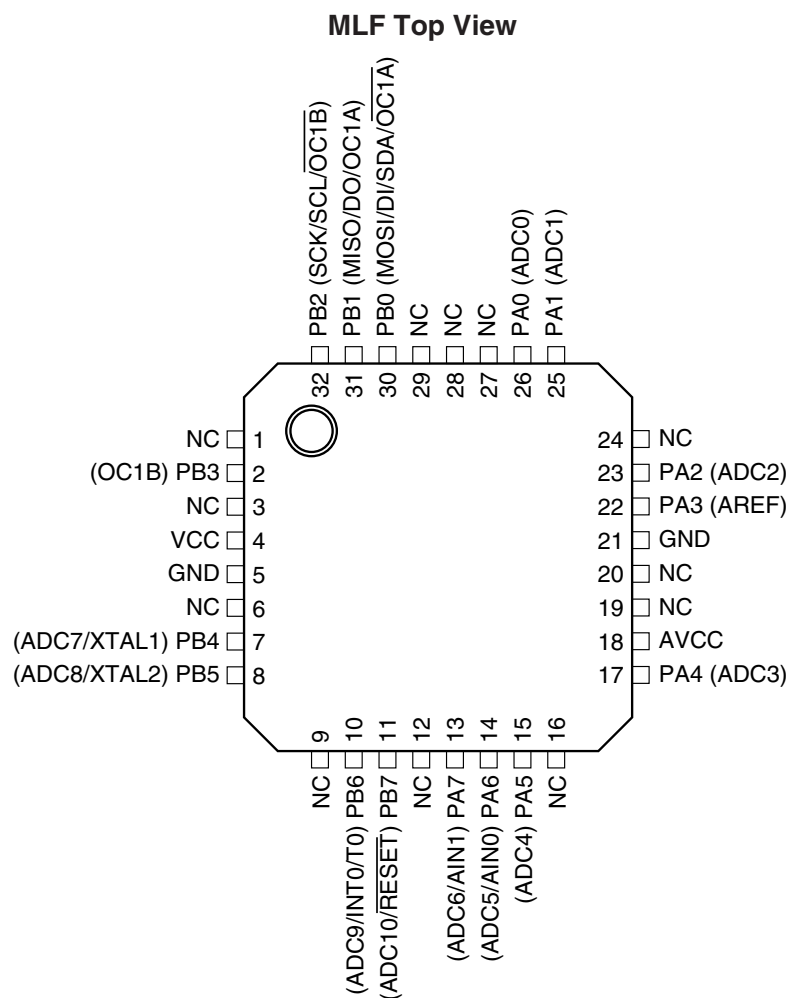 MLF Top View
PB2 (SCK/SCL/OC1B)
PB1 (MISO/DO/OC1A)
PB0 (MOSI/DI/SDA/OC1A)
NC
NC
NC
PA0 (ADC0)
PA1 (ADC1)
32
31
30
29
28
27
26
25
NC 1
(OC1B) PB3 2
NC 3
VCC 4
GND 5
NC 6
(ADC7/XTAL1) PB4 7
(ADC8/XTAL2) PB5 8
24 NC
23 PA2 (ADC2)
22 PA3 (AREF)
21 GND
20 NC
19 NC
18 AVCC
17 PA4 (ADC3)
9
10
11
12
13
14
15
16
NC
(ADC9/INT0/T0) PB6
(ADC10/RESET) PB7
NC
(ADC6/AIN1) PA7
(ADC5/AIN0) PA6
(ADC4) PA5
NC